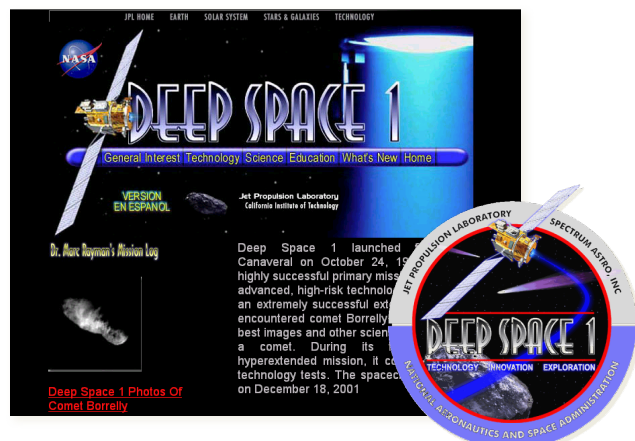 JPL HOME EARTH SOLAR SYSTEM STARS & GALAXIES TECHNOLOGY
NASA
DEEP SPACE 1
General Interest Technology Science Education What's New Home
VERSION
EN ESPANOL
Jet Propulsion Laboratory
California Institute of Technology
Dr. Marc Rayman's Mission Log
Deep Space 1 launched
Canaveral on October 24,
highly successful primary
advanced, high-risk
an extremely successful
encountered comet Borrelly
best images and other
a comet. During its
hyperextended mission, it
technology tests. The
on December 18, 2001
Deep Space 1 Photos Of
Comet Borrelly
JET PROPULSION LABORATORY
SPECTRUM ASTRO, INC
DEEP SPACE 1
TECHNOLOGY INNOVATION EXPLORATION
NATIONAL AERONAUTICS AND SPACE ADMINISTRATION